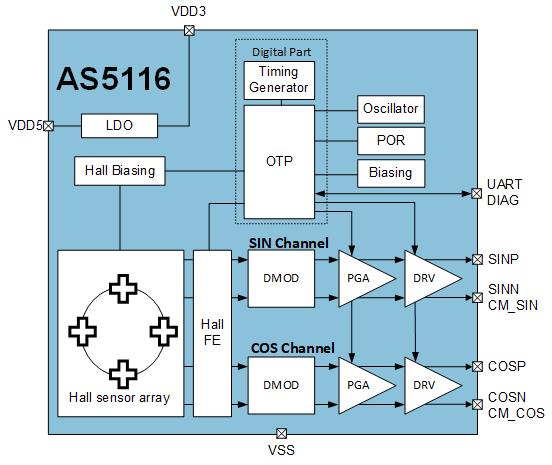 VDD3
Digital Part
AS5116
Timing
Generator
Oscillator
VDD5
LDO
POR
OTP
Hall Biasing
Biasing
UART
DIAG
SIN Channel
SINP
DMOD
PGA
DRV
SINN
CM_SIN
Hall
FE
COS Channel
COSP
DMOD
PGA
DRV
Hall sensor array
COSN
CM_COS
VSS